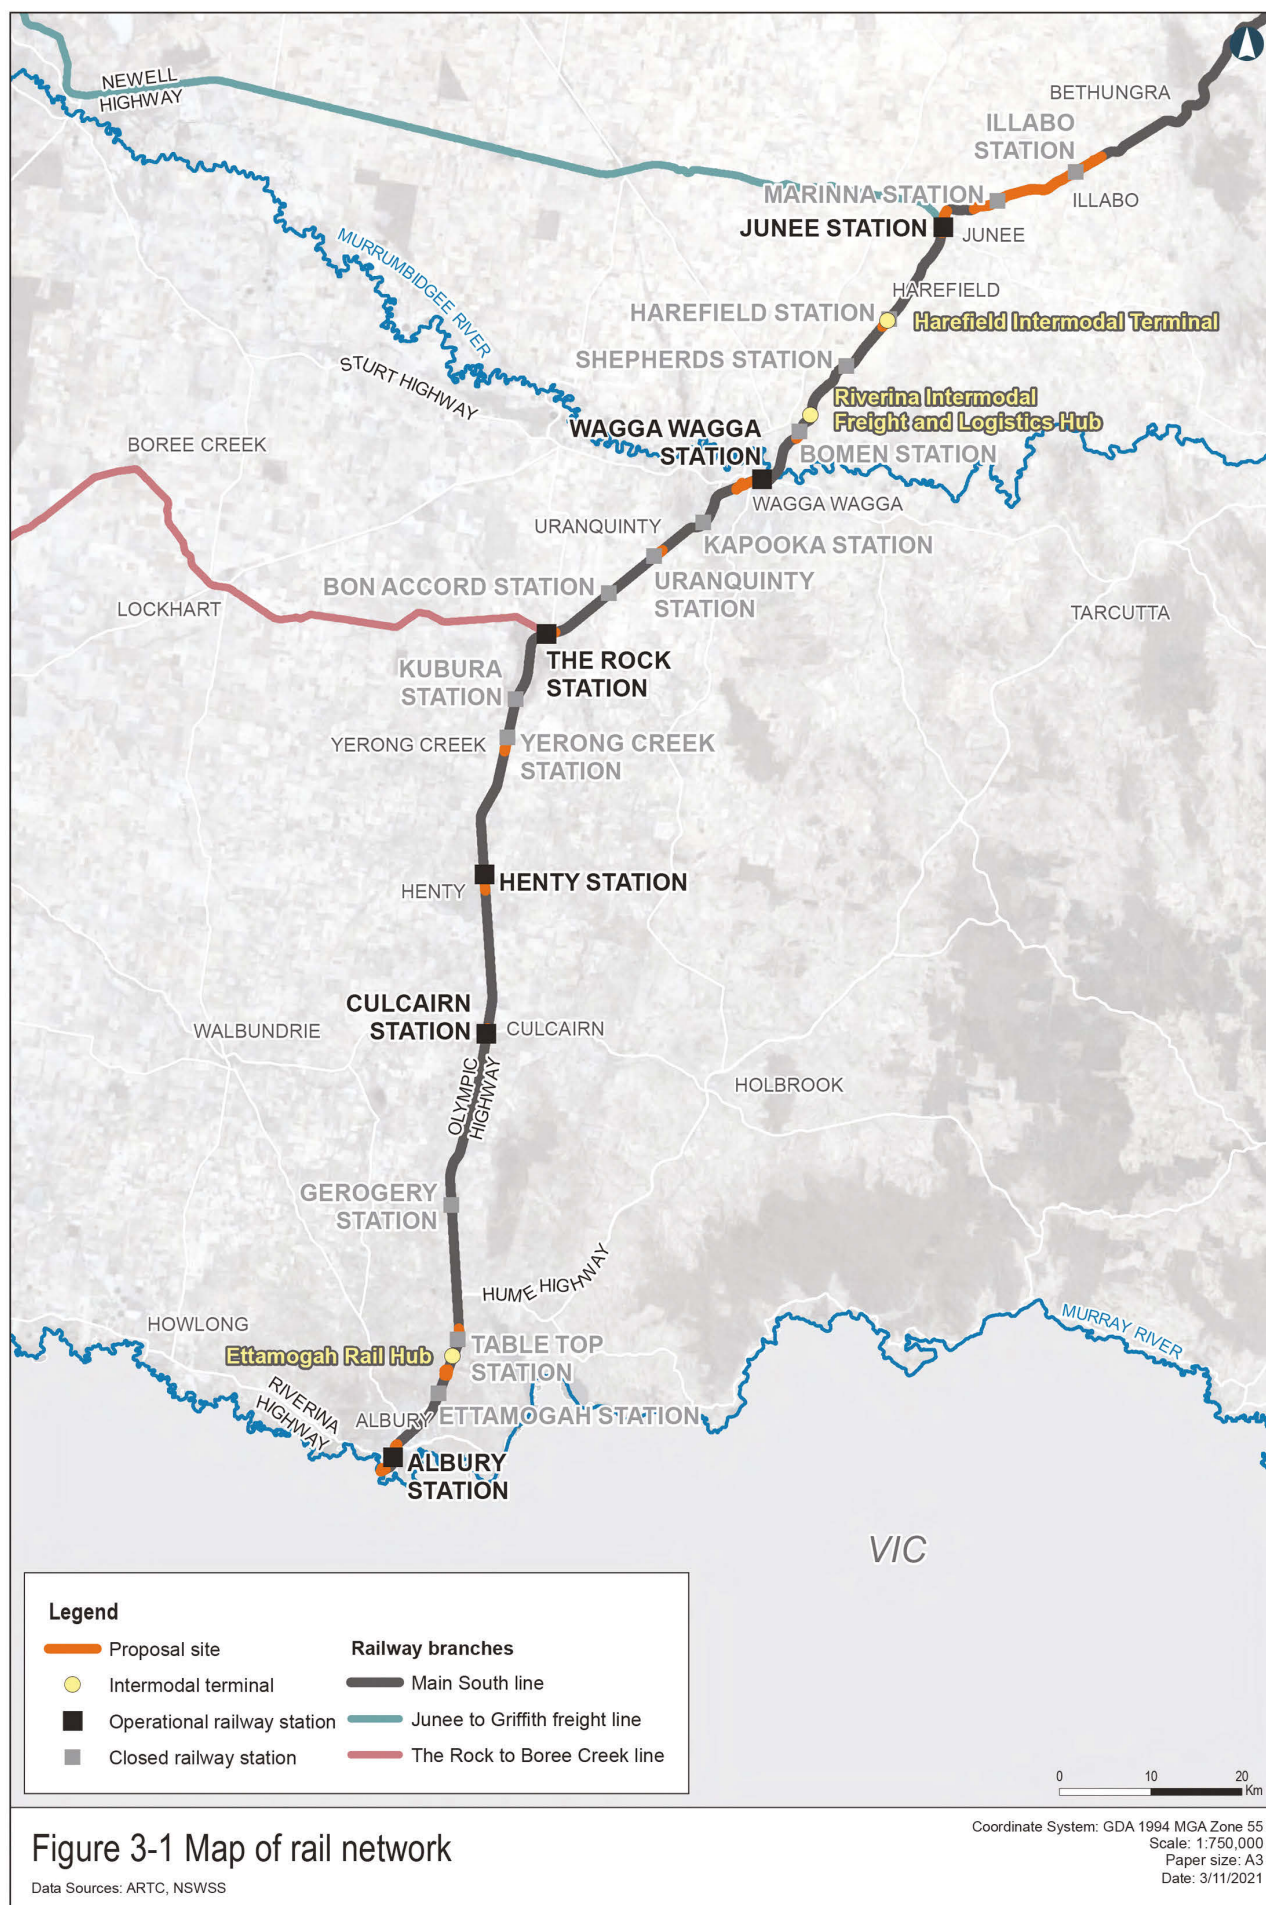 NEWELL
HIGHWAY
BETHUNGRA
ILLABO
STATION
MARINNA STATION
ILLABO
JUNEE STATION
JUNEE
MURRUMBIDGEE RIVER
HAREFIELD
HAREFIELD STATION
Harefield Intermodal Terminal
SHEPHERDS STATION
STURT HIGHWAY
Riverina Intermodal
Freight and Logistics Hub
WAGGA WAGGA
STATION
BOMEN STATION
BOREE CREEK
WAGGA WAGGA
URANQUINTY
KAPOOKA STATION
BON ACCORD STATION
URANQUINTY
STATION
LOCKHART
TARCUTTA
THE ROCK
STATION
KUBURA
STATION
YERONG CREEK
YERONG CREEK
STATION
HENTY
HENTY STATION
CULCAIRN
STATION
CULCAIRN
WALBUNDRIE
OLYMPIC
HIGHWAY
HOLBROOK
GEROGERY
STATION
HUME HIGHWAY
HOWLONG
MURRAY RIVER
Ettamogah Rail Hub
TABLE TOP
STATION
RIVERINA
HIGHWAY
ALBURY
ETTAMOGAH STATION
ALBURY
STATION
VIC
Legend
Proposal site
Intermodal terminal
Operational railway station
Closed railway station
Railway branches
Main South line
Junee to Griffith freight line
The Rock to Boree Creek line
0 10 20
Km
Figure 3-1 Map of rail network
Data Sources: ARTC, NSWSS
Coordinate System: GDA 1994 MGA Zone 55
Scale: 1:750,000
Paper size: A3
Date: 3/11/2021